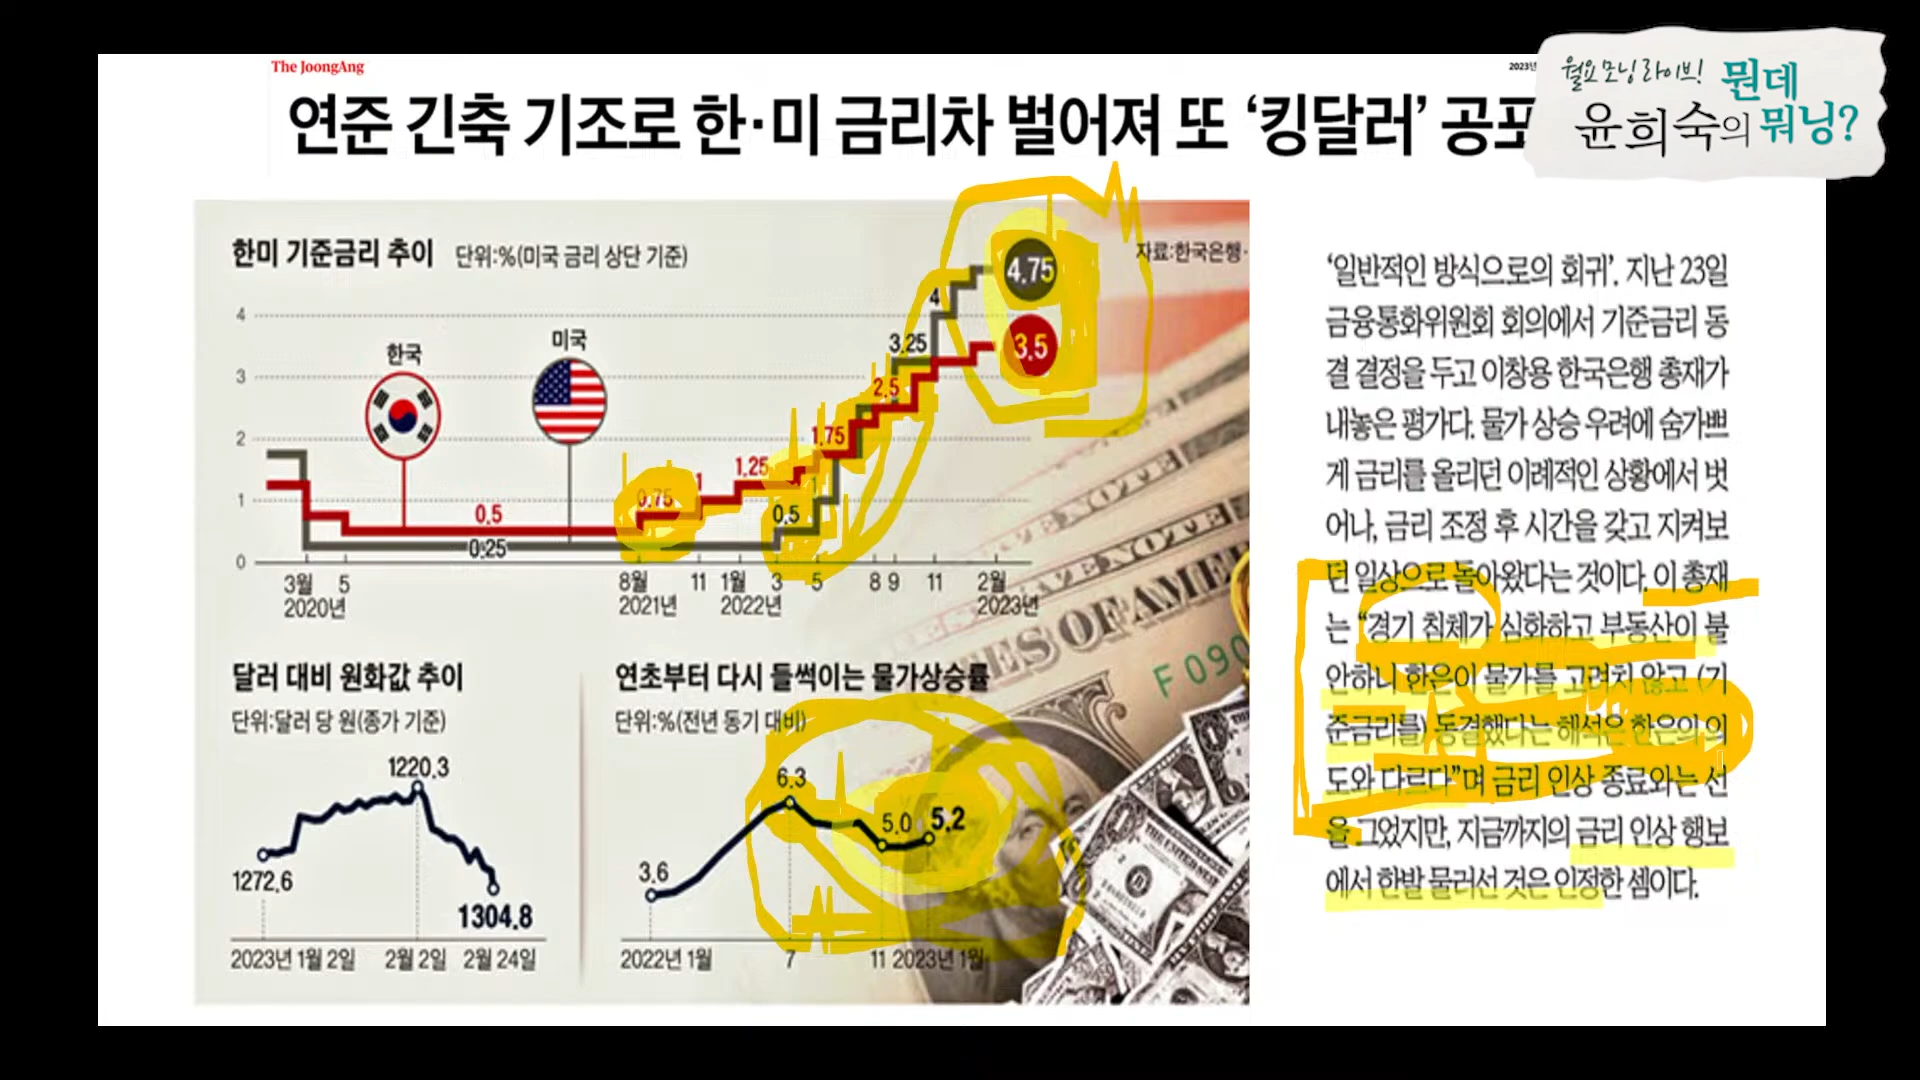 The JoongAng
2023년
월요 모닝 라이브!
뭔데
윤희숙의 뭐닝?
연준 긴축 기조로 한·미 금리차 벌어져 또 ‘킹달러’ 공포
한미 기준금리 추이 단위:%(미국 금리 상단 기준)
자료:한국은행·
4.75
3.5
4
4
3.25
3
2.5
2
1.75
1.25
1
1
0.75
1
0.5
0.5
0.25
0
한국
미국
3월 5 8월 11 1월 3 5 8 9 11 2월
2020년 2021년 2022년 2023년
달러 대비 원화값 추이
단위:달러 당 원(종가 기준)
1220.3
1272.6
1304.8
2023년 1월 2일 2월 2일 2월 24일
연초부터 다시 들썩이는 물가상승률
단위:%(전년 동기 대비)
6.3
5.0 5.2
3.6
2022년 1월 7 11 2023년 1월
F 090
‘일반적인 방식으로의 회귀’. 지난 23일
금융통화위원회 회의에서 기준금리 동
결 결정을 두고 이창용 한국은행 총재가
내놓은 평가다. 물가 상승 우려에 숨가쁘
게 금리를 올리던 이례적인 상황에서 벗
어나, 금리 조정 후 시간을 갖고 지켜보
던 일상으로 돌아왔다는 것이다. 이 총재
는 “경기 침체가 심화하고 부동산이 불
안하니 한은이 물가를 고려치 않고 (기
준금리를) 동결했다는 해석은 한은의 의
도와 다르다”며 금리 인상 종료와는 선
을 그었지만, 지금까지의 금리 인상 행보
에서 한발 물러선 것은 인정한 셈이다.